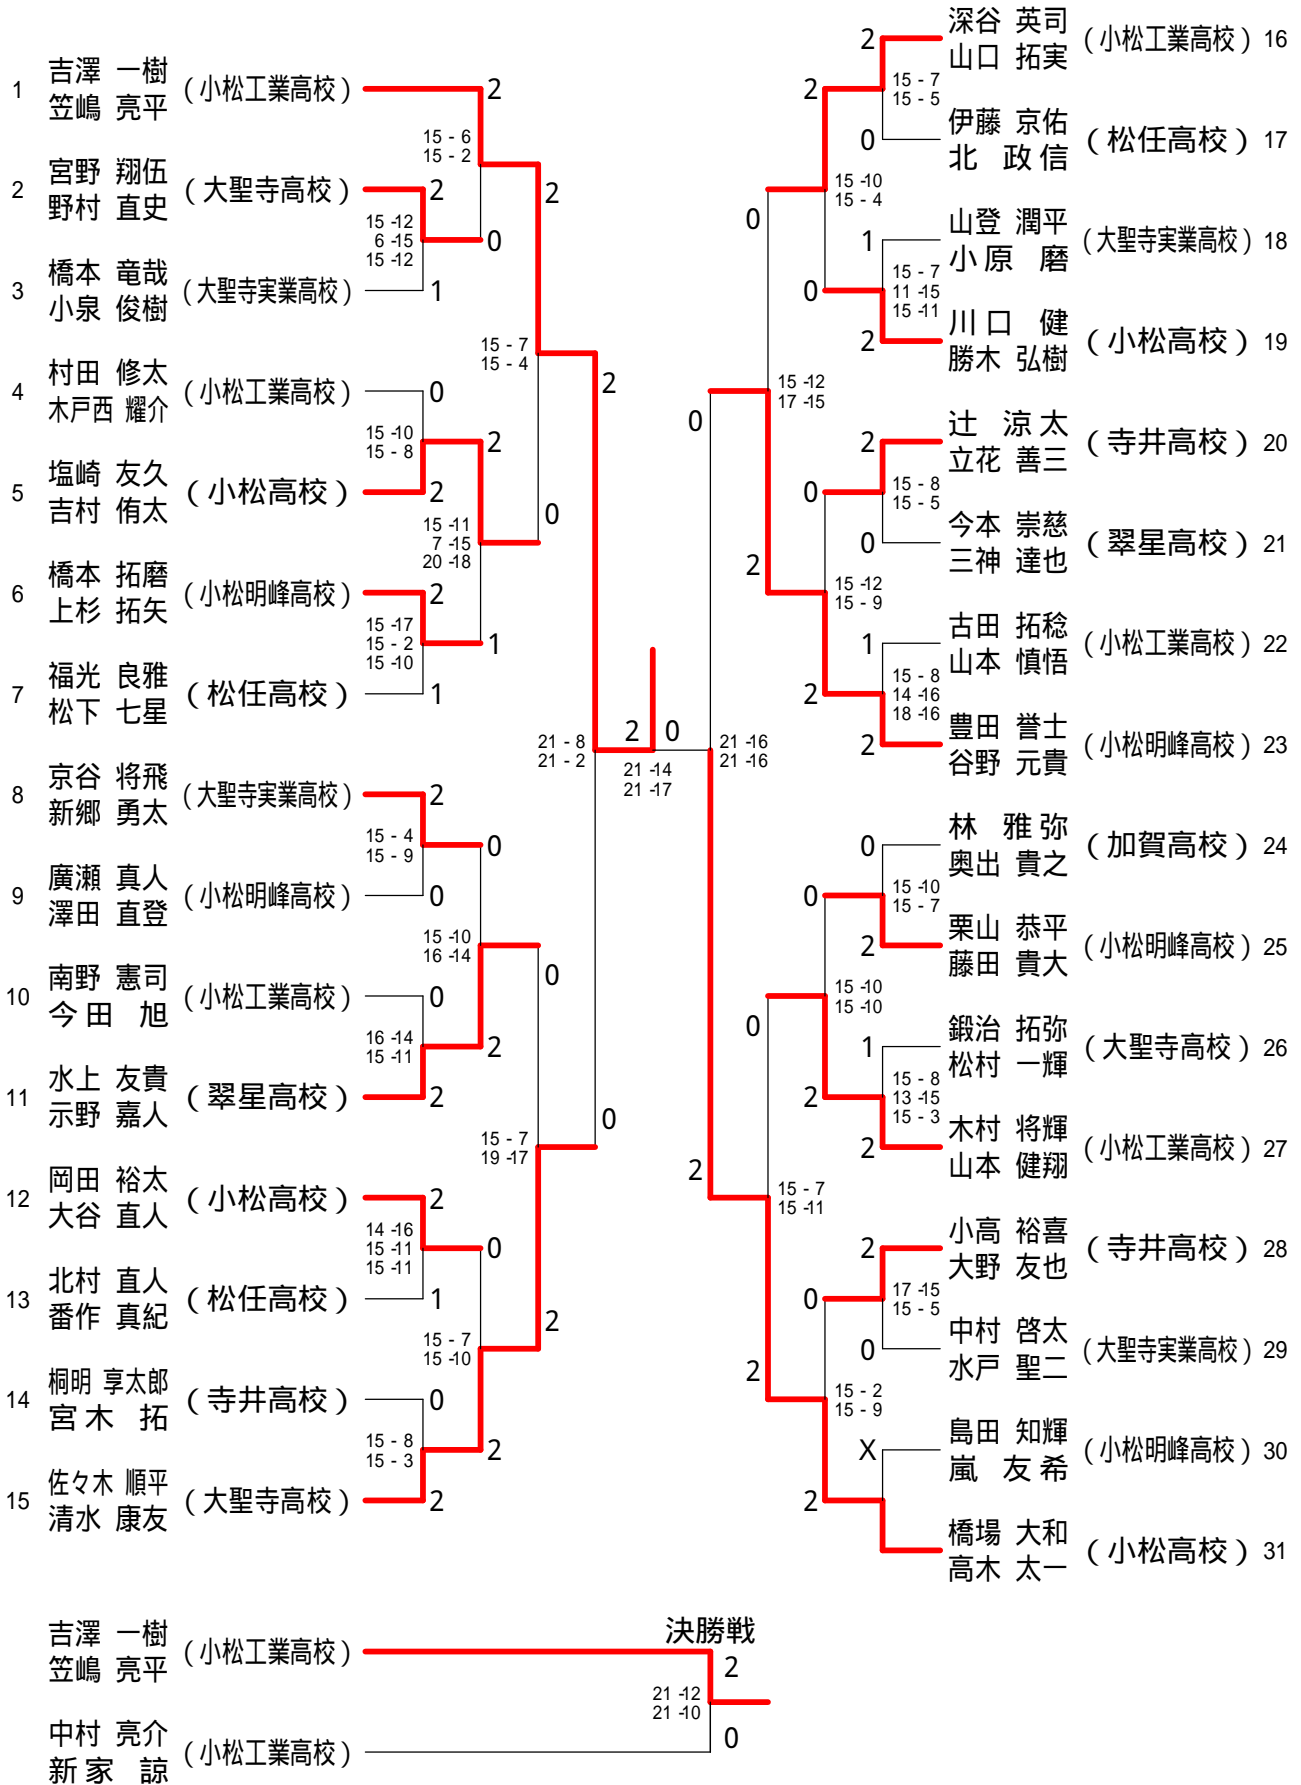 1 吉澤 一樹 笠嶋 亮平 (小松工業高校) 2
15 - 6
15 - 2
2 宮野 翔伍 野村 直史 (大聖寺高校) 2
2
15 -12
6 -15
15 -12
0
3 橋本 竜哉 小泉 俊樹 (大聖寺実業高校) 1
15 - 7
15 - 4
4 村田 修太 木戸西 耀介 (小松工業高校) 0
2
15 -10
15 - 8
2
5 塩崎 友久 吉村 侑太 (小松高校) 2
0
15 -11
7 -15
20 -18
6 橋本 拓磨 上杉 拓矢 (小松明峰高校) 2
15 -17
15 - 2
15 -10
1
7 福光 良雅 松下 七星 (松任高校) 1
21 - 8
21 - 2
2 0
21 -14
21 -17
8 京谷 将飛 新郷 勇太 (大聖寺実業高校) 2
15 - 4
15 - 9
0
9 廣瀬 真人 澤田 直登 (小松明峰高校) 0
15 -10
16 -14
0
10 南野 憲司 今田 旭 (小松工業高校) 0
16 -14
15 -11
2
11 水上 友貴 示野 嘉人 (翠星高校) 2
0
15 - 7
19 -17
12 岡田 裕太 大谷 直人 (小松高校) 2
14 -16
15 -11
15 -11
0
13 北村 直人 番作 真紀 (松任高校) 1
2
15 - 7
15 -10
14 桐明 享太郎 宮木 拓 (寺井高校) 0
15 - 8
15 - 3
2
15 佐々木 順平 清水 康友 (大聖寺高校) 2
2 深谷 英司 山口 拓実 (小松工業高校) 16
2
15 - 7
15 - 5
0 伊藤 京佑 北 政信 (松任高校) 17
15 -10
15 - 4
0
1 山登 潤平 小原 磨 (大聖寺実業高校) 18
15 - 7
11 -15
15 -11
0
2 川口 健 勝木 弘樹 (小松高校) 19
15 -12
17 -15
0
2 辻 涼太 立花 善三 (寺井高校) 20
15 - 8
15 - 5
0
0 今本 崇慈 三神 達也 (翠星高校) 21
2
15 -12
15 - 9
1 古田 拓稔 山本 慎悟 (小松工業高校) 22
15 - 8
14 -16
18 -16
2
2 豊田 誉士 谷野 元貴 (小松明峰高校) 23
21 -16
21 -16
0 林 雅弥 奥出 貴之 (加賀高校) 24
15 -10
15 - 7
0
2 栗山 恭平 藤田 貴大 (小松明峰高校) 25
15 -10
15 -10
0
1 鍛治 拓弥 松村 一輝 (大聖寺高校) 26
15 - 8
13 -15
15 - 3
2
2 木村 将輝 山本 健翔 (小松工業高校) 27
2
15 - 7
15 -11
2 小高 裕喜 大野 友也 (寺井高校) 28
17 -15
15 - 5
0
0 中村 啓太 水戸 聖二 (大聖寺実業高校) 29
2
15 - 2
15 - 9
X 島田 知輝 嵐 友希 (小松明峰高校) 30
2
橋場 大和 高木 太一 (小松高校) 31
決勝戦
吉澤 一樹 笠嶋 亮平 (小松工業高校) 2
21 -12
21 -10
中村 亮介 新家 諒 (小松工業高校) 0